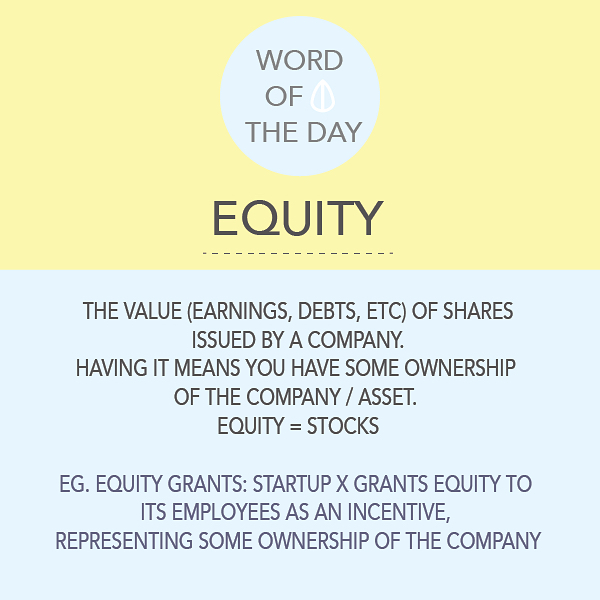 WORD
OF
THE DAY
EQUITY
THE VALUE (EARNINGS, DEBTS, ETC) OF SHARES
ISSUED BY A COMPANY.
HAVING IT MEANS YOU HAVE SOME OWNERSHIP
OF THE COMPANY / ASSET.
EQUITY = STOCKS
EG. EQUITY GRANTS: STARTUP X GRANTS EQUITY TO
ITS EMPLOYEES AS AN INCENTIVE,
REPRESENTING SOME OWNERSHIP OF THE COMPANY